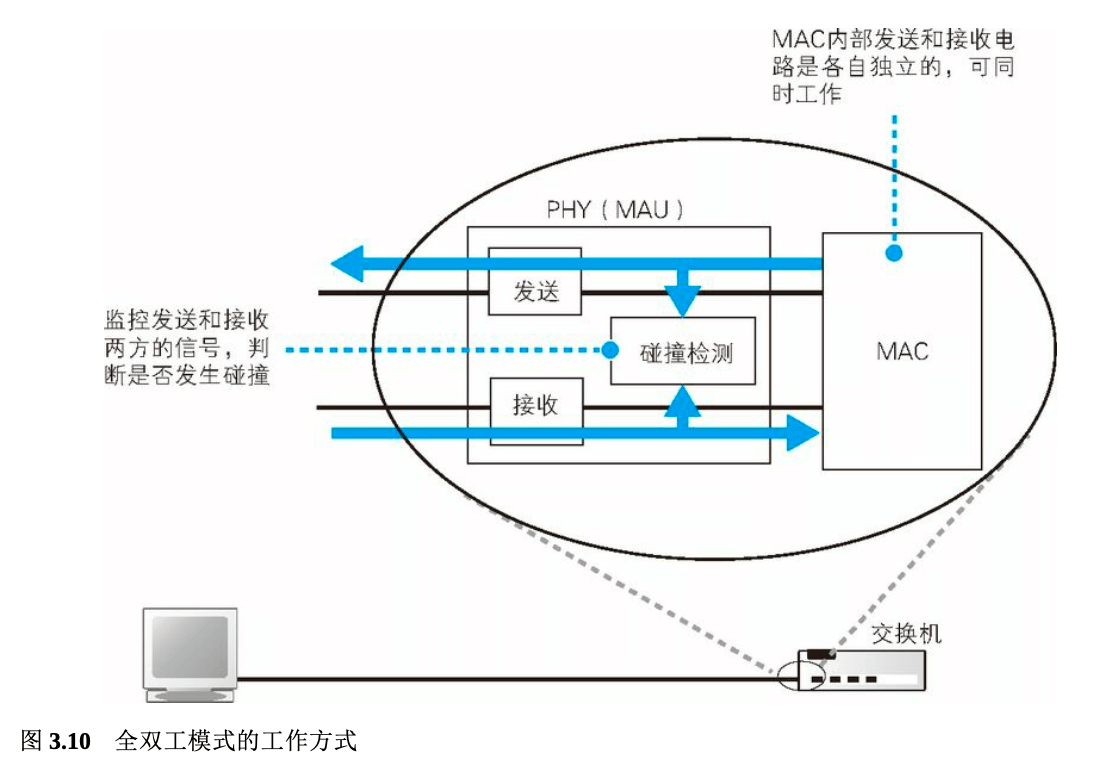 MAC内部发送和接收电
路是各自独立的，可同
时工作
PHY（MAU）
发送
监控发送和接收
两方的信号，判
断是否发生碰撞
碰撞检测
MAC
接收
交换机
图 3.10 全双工模式的工作方式